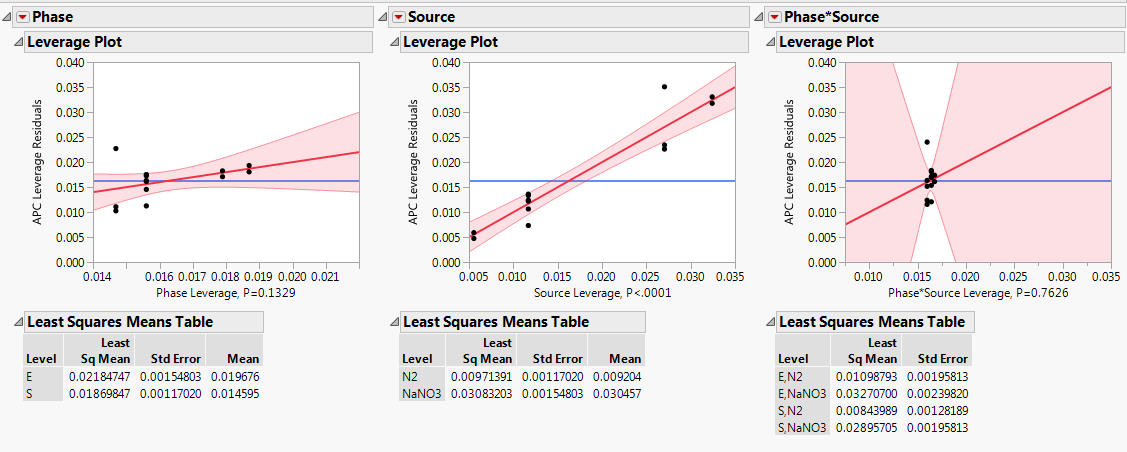 Phase
Leverage Plot
APC Leverage Residuals
0.040
0.035
0.030
0.025
0.020
0.015
0.010
0.005
0.000
0.014 0.016 0.017 0.018 0.019 0.020 0.021
Phase Leverage, P=0.1329
Least Squares Means Table
Least
Level Sq Mean Std Error Mean
E 0.02184747 0.00154803 0.019676
S 0.01869847 0.00117020 0.014595
Source
Leverage Plot
APC Leverage Residuals
0.040
0.035
0.030
0.025
0.020
0.015
0.010
0.005
0.000
0.005 0.010 0.015 0.020 0.025 0.030 0.035
Source Leverage, P<.0001
Least Squares Means Table
Least
Level Sq Mean Std Error Mean
N2 0.00971391 0.00117020 0.009204
NaNO3 0.03083203 0.00154803 0.030457
Phase*Source
Leverage Plot
APC Leverage Residuals
0.040
0.035
0.030
0.025
0.020
0.015
0.010
0.005
0.000
0.010 0.015 0.020 0.025 0.030 0.035
Phase*Source Leverage, P=0.7626
Least Squares Means Table
Least
Level Sq Mean Std Error
E,N2 0.01098793 0.00195813
E,NaNO3 0.03270700 0.00239820
S,N2 0.00843989 0.00128189
S,NaNO3 0.02895705 0.00195813